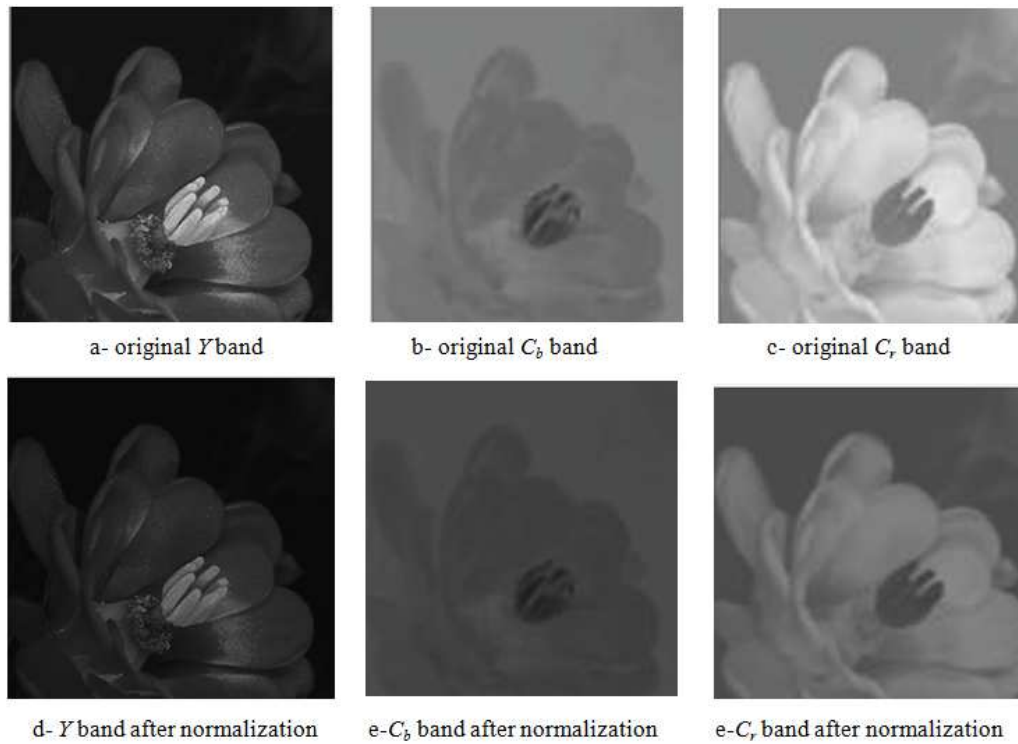 a- original Y band
b- original Cb band
c- original Cr band
d- Y band after normalization
e-Cb band after normalization
e-Cr band after normalization